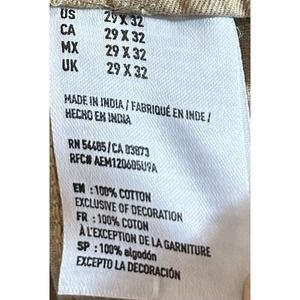 US 29 X 32
CA 29 X 32
MX 29 X 32
UK 29 X 32
MADE IN INDIA / FABRIQUÉ EN INDE /
HECHO EN INDIA
RN 54485/CA 03873
RFC# AEM120605U9A
EN : 100% COTTON
EXCLUSIVE OF DECORATION
FR : 100% COTON
À L'EXCEPTION DE LA GARNITURE
SP : 100% algodón
EXCEPTO LA DECORACIÓN